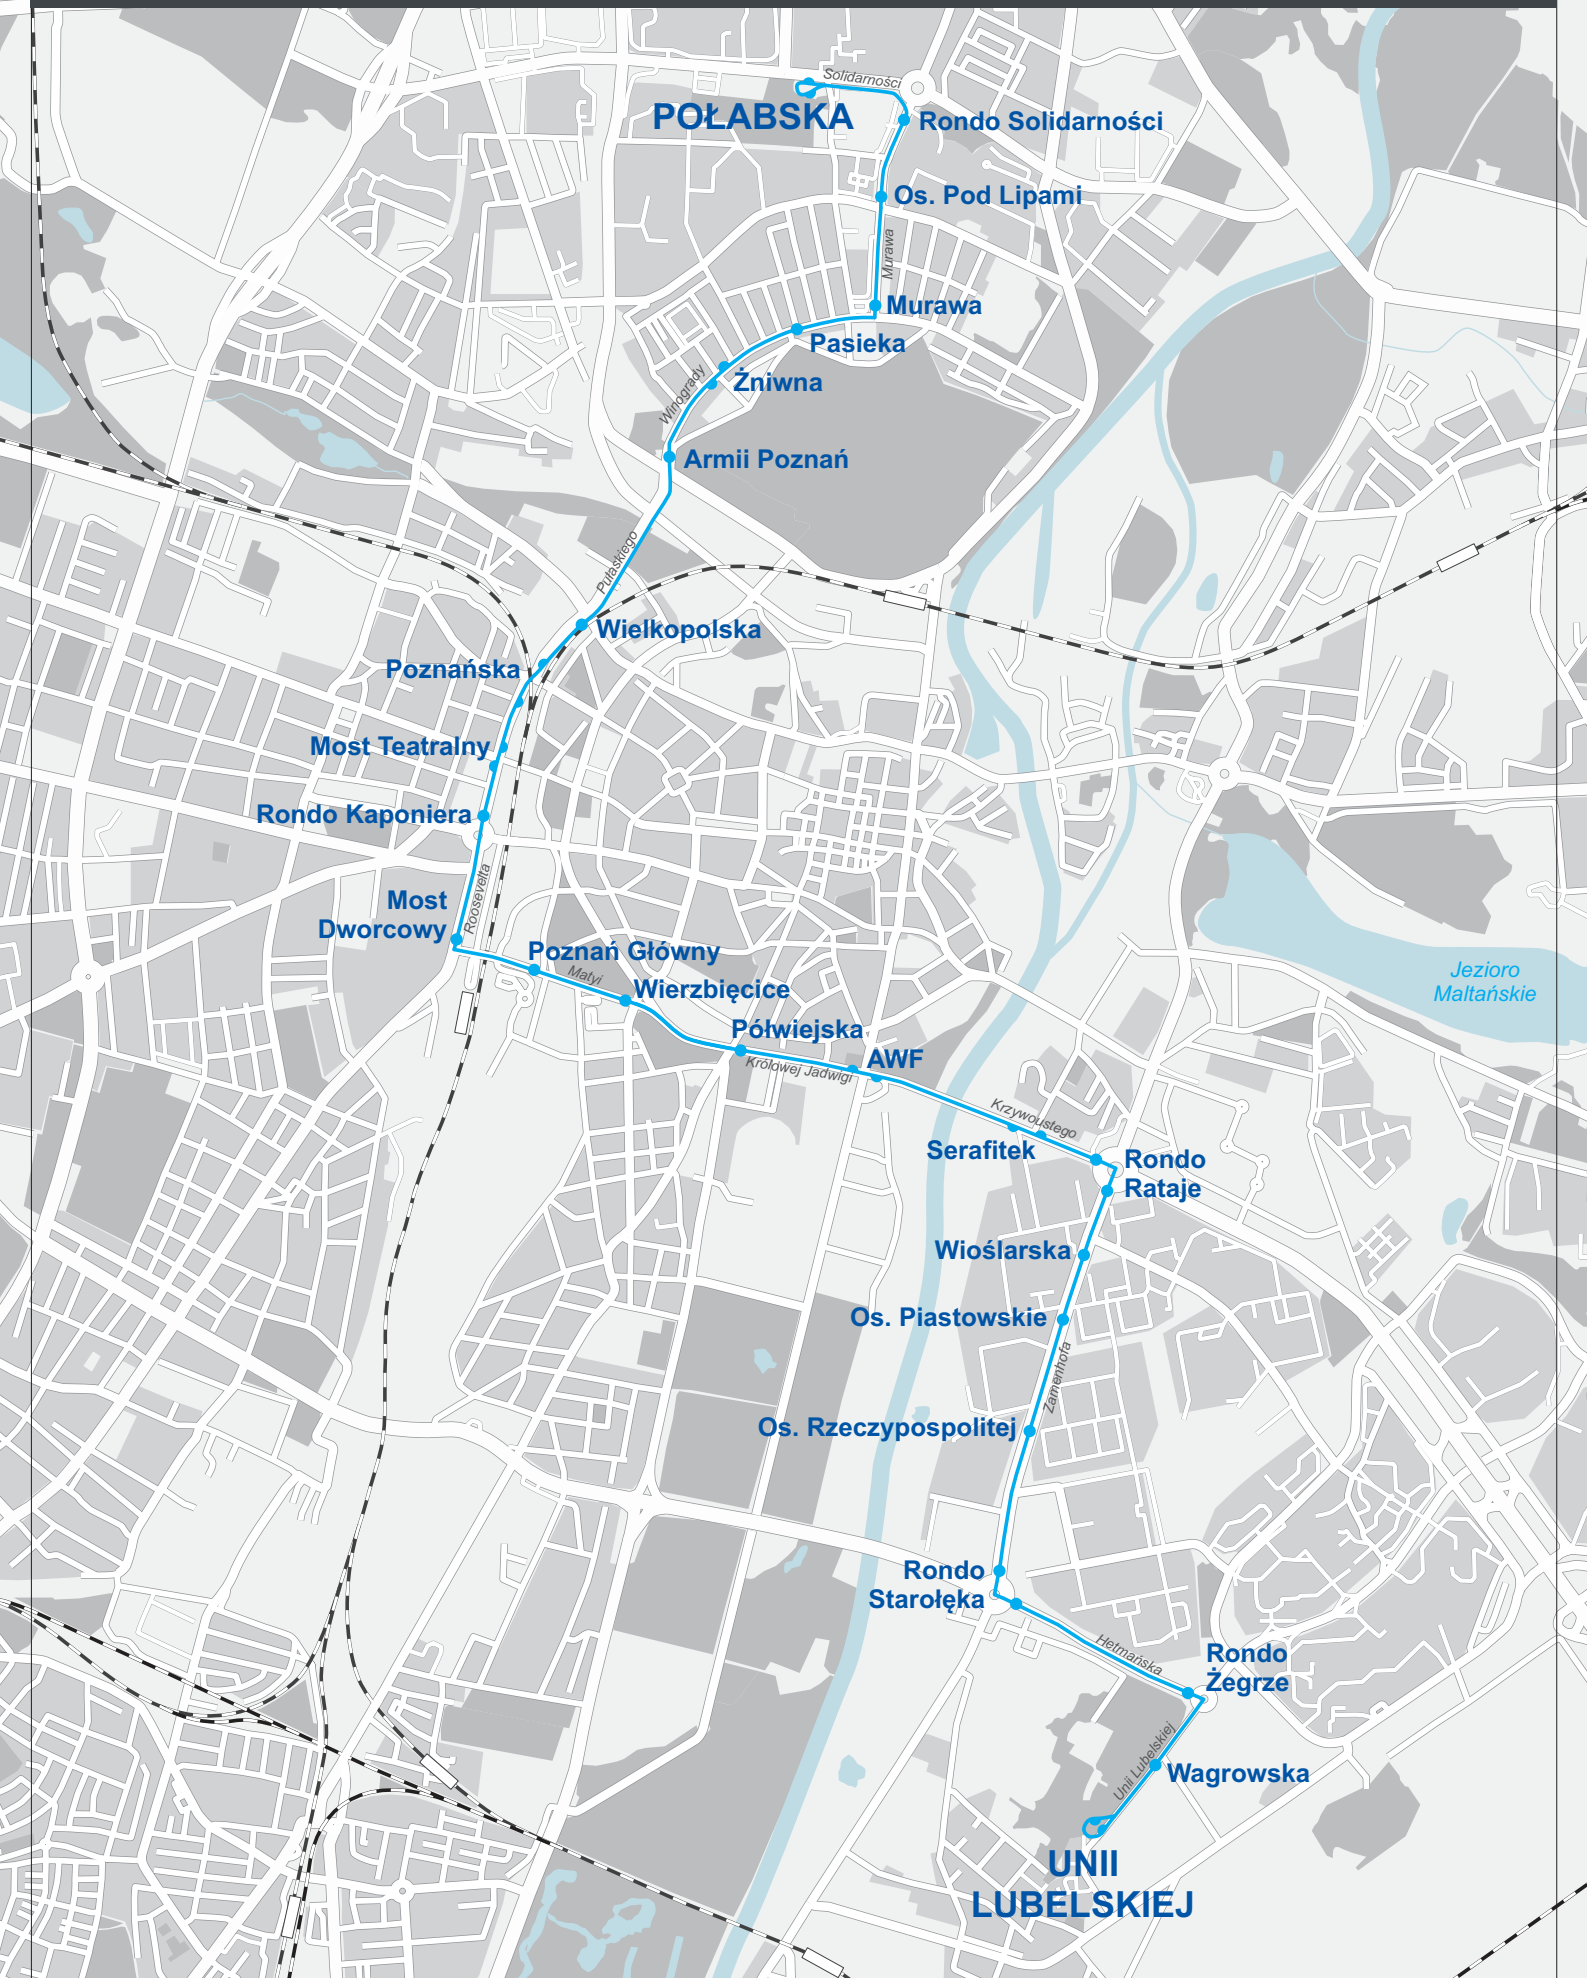 Solidarności
POŁABSKA
Rondo Solidarności
Os. Pod Lipami
Murawa
Murawa
Pasieka
Żniwna
Winogrady
Armii Poznań
Pułaskiego
Wielkopolska
Poznańska
Most Teatralny
Rondo Kaponiera
Roosevelta
Most
Dworcowy
Poznań Główny
Matyi
Wierzbięcice
Jezioro
Maltańskie
Półwiejska
Królowej Jadwigi
AWF
Krzywoustego
Serafitek
Rondo
Rataje
Wioślarska
Os. Piastowskie
Zamenhofa
Os. Rzeczypospolitej
Rondo
Starołęka
Hetmańska
Rondo
Żegrze
Unii Lubelskiej
Wagrowska
UNII
LUBELSKIEJ